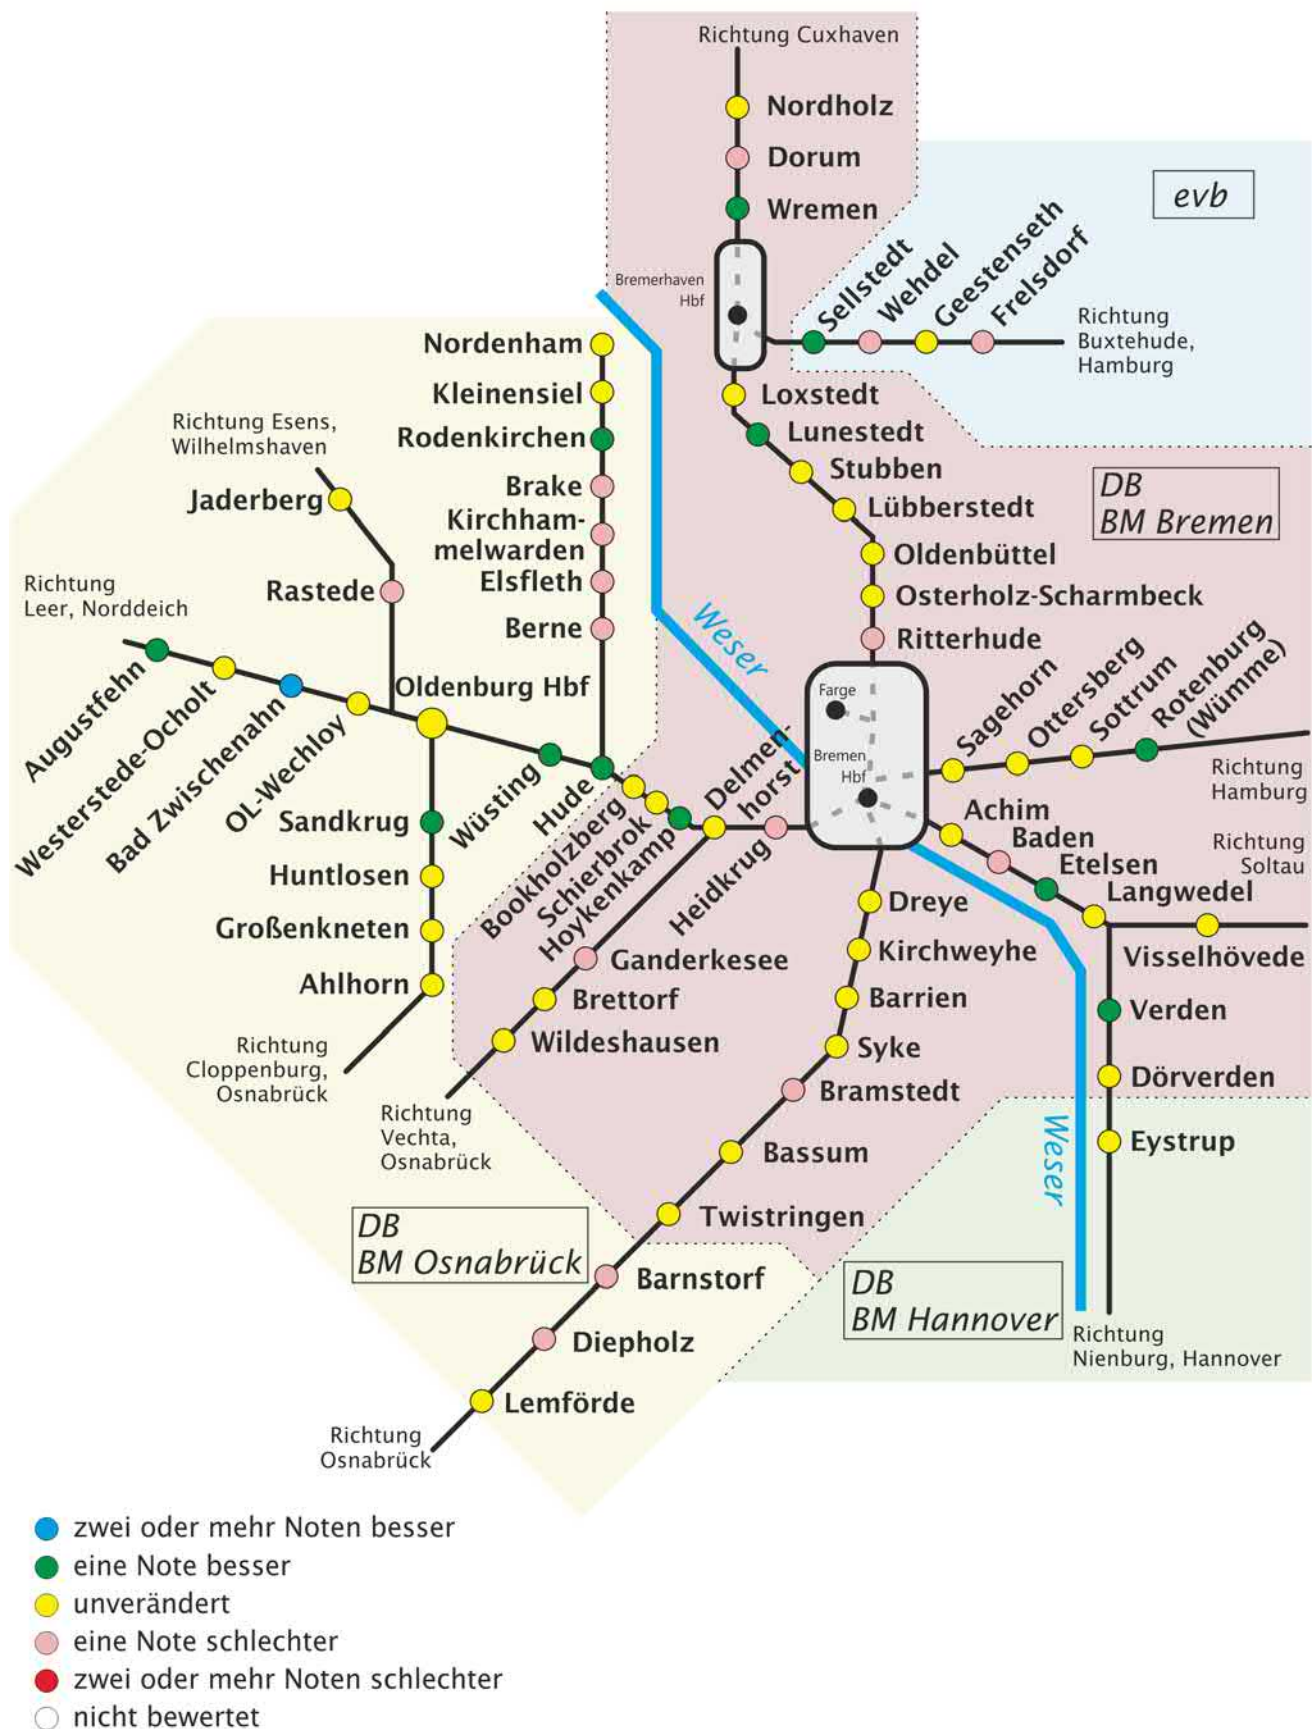 Richtung Cuxhaven
Nordholz
Dorum
Wremen
evb
Bremerhaven
Hbf
Sellstedt
Wehdel
Geestenseth
Frelsdorf
Richtung
Buxtehude,
Hamburg
Nordenham
Kleinensiel
Rodenkirchen
Brake
Kirchham-
melwarden
Elsfleth
Berne
Loxstedt
Lunestedt
Stubben
Lübberstedt
Oldenbüttel
Osterholz-Scharmbeck
Ritterhude
DB
BM Bremen
Richtung Esens,
Wilhelmshaven
Jaderberg
Rastede
Richtung
Leer, Norddeich
Augustfehn
Westerstede-Ocholt
Bad Zwischenahn
OL-Wechloy
Oldenburg Hbf
Wüsting
Hude
Bookholzberg
Schierbrok
Hoykenkamp
Delmen-
horst
Heidkrug
Weser
Farge
Bremen
Hbf
Sagehorn
Ottersberg
Sottrum
Rotenburg
(Wümme)
Richtung
Hamburg
Achim
Baden
Etelsen
Langwedel
Richtung
Soltau
Visselhövede
Verden
Dörverden
Eystrup
Sandkrug
Huntlosen
Großenkneten
Ahlhorn
Richtung
Cloppenburg,
Osnabrück
Ganderkesee
Brettorf
Wildeshausen
Richtung
Vechta,
Osnabrück
Dreye
Kirchweyhe
Barrien
Syke
Bramstedt
Bassum
Twistringen
Barnstorf
Diepholz
Lemförde
Richtung
Osnabrück
DB
BM Osnabrück
DB
BM Hannover
Weser
Richtung
Nienburg, Hannover
zwei oder mehr Noten besser
eine Note besser
unverändert
eine Note schlechter
zwei oder mehr Noten schlechter
nicht bewertet